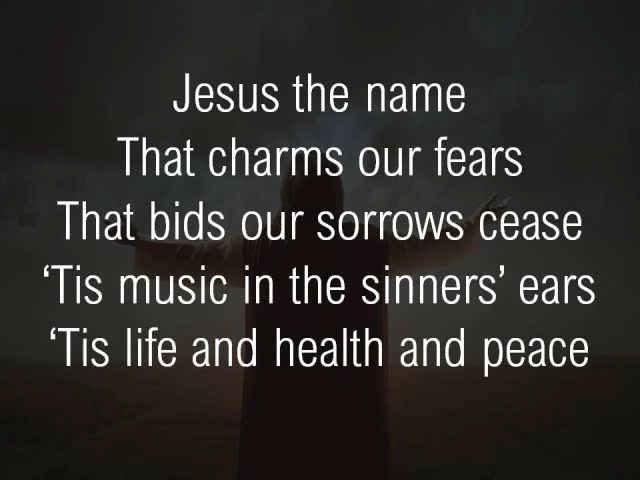 Jesus the name
That charms our fears
That bids our sorrows cease
‘Tis music in the sinners’ ears
‘Tis life and health and peace